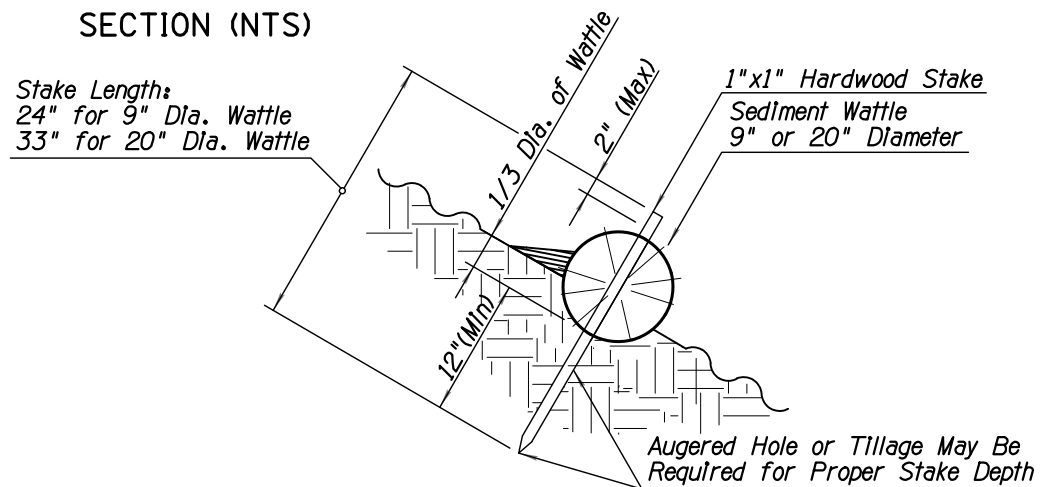 SECTION (NTS)
Stake Length:
24" for 9" Dia. Wattle
33" for 20" Dia. Wattle
1/3 Dia. of Wattle
2" (Max)
1"x1" Hardwood Stake
Sediment Wattle
9" or 20" Diameter
12"(Min)
Augered Hole or Tillage May Be
Required for Proper Stake Depth